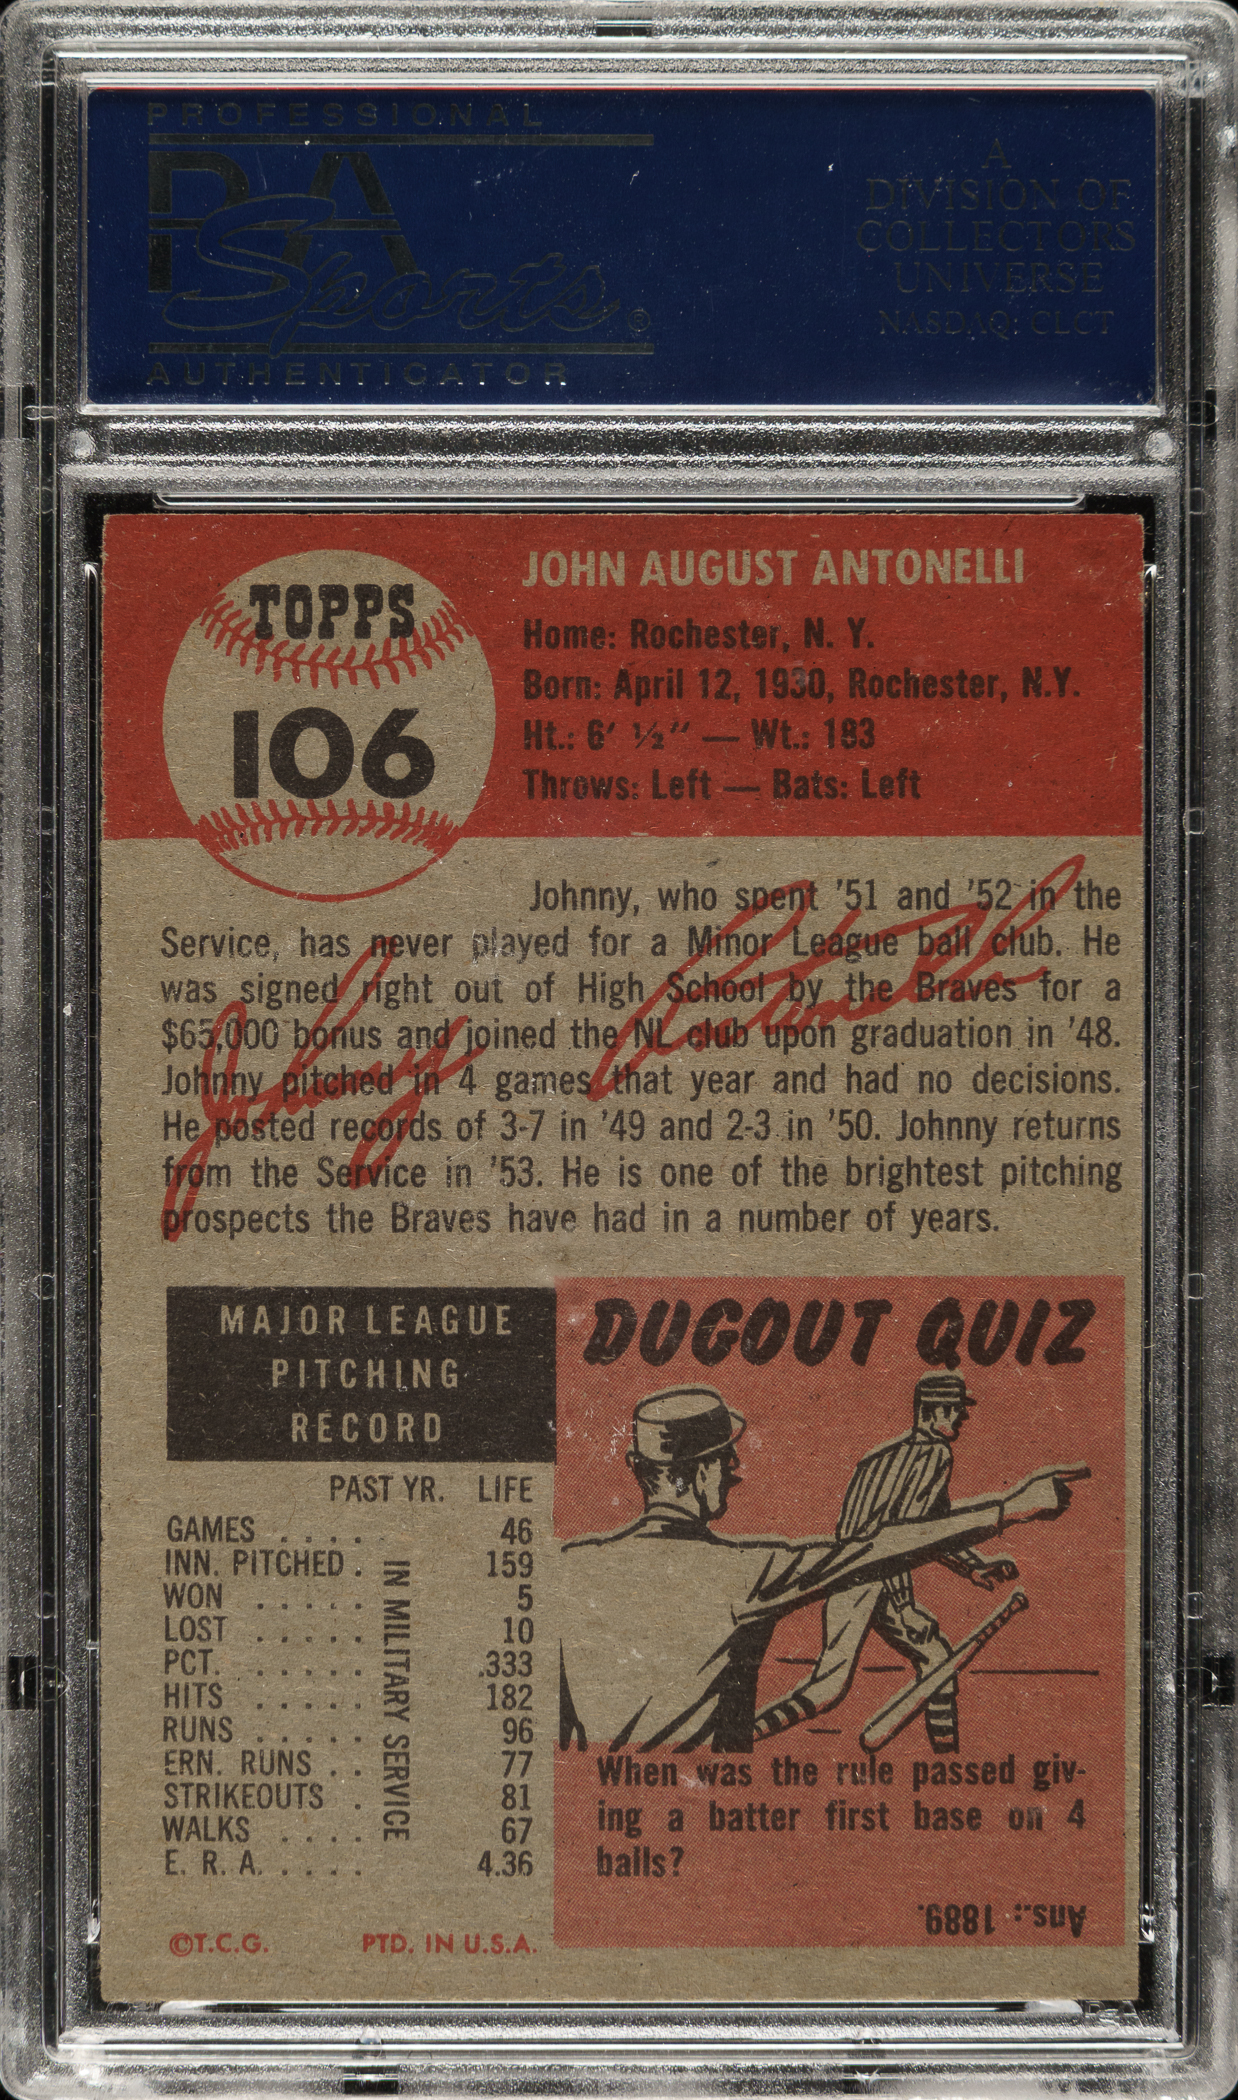 PROFESSIONAL
PSA
Sports ©
AUTHENTICATOR
A
DIVISION OF
COLLECTORS
UNIVERSE
NASDAQ: CLCT
TOPPS
106
JOHN AUGUST ANTONELLI
Home: Rochester, N. Y.
Born: April 12, 1930, Rochester, N.Y.
Ht.: 6' ½" — Wt.: 193
Throws: Left — Bats: Left
Johnny, who spent '51 and '52 in the
Service, has never played for a Minor League ball club. He
was signed right out of High School by the Braves for a
$65,000 bonus and joined the NL club upon graduation in '48.
Johnny pitched in 4 games that year and had no decisions.
He posted records of 3-7 in '49 and 2-3 in '50. Johnny returns
from the Service in '53. He is one of the brightest pitching
prospects the Braves have had in a number of years.
Johnny Antonelli
MAJOR LEAGUE
PITCHING
RECORD
PAST YR. LIFE
GAMES . . . . . 46
INN. PITCHED . 159
WON . . . . . 5
LOST . . . . . 10
PCT. . . . . . .333
HITS . . . . . 182
RUNS . . . . . 96
ERN. RUNS . . 77
STRIKEOUTS . 81
WALKS . . . . 67
E. R. A. . . . . 4.36
IN MILITARY SERVICE
©T.C.G. PTD. IN U.S.A.
DUGOUT QUIZ
When was the rule passed giv-
ing a batter first base on 4
balls?
Ans.: 1889.
PSA